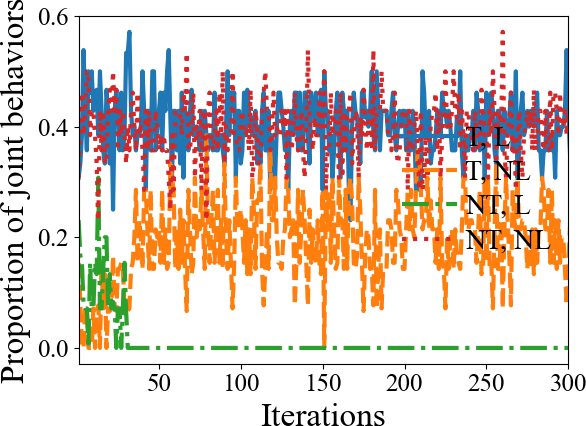 Proportion of joint behaviors
0.6
0.4
0.2
0.0
T, L
T, NL
NT, L
NT, NL
50 100 150 200 250 300
Iterations